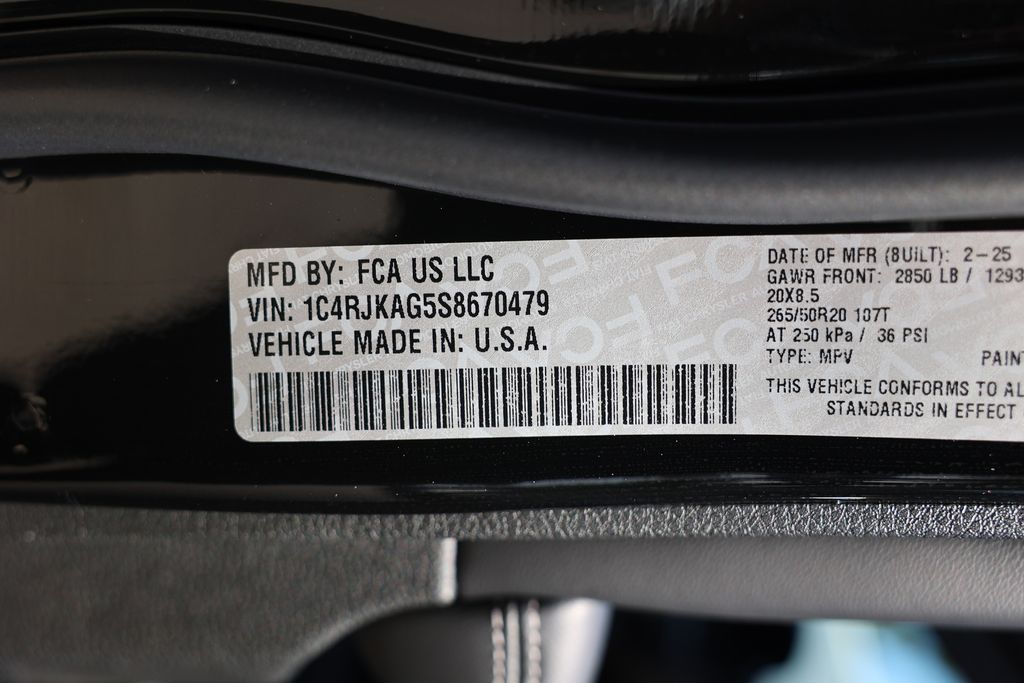 MFD BY: FCA US LLC
VIN: 1C4RJKAG5S8670479
VEHICLE MADE IN: U.S.A.
DATE OF MFR (BUILT): 2-25
GAWR FRONT: 2850 LB / 1293
20X8.5
265/50R20 107T
AT 250 kPa / 36 PSI
TYPE: MPV PAINT
THIS VEHICLE CONFORMS TO AL
STANDARDS IN EFFECT